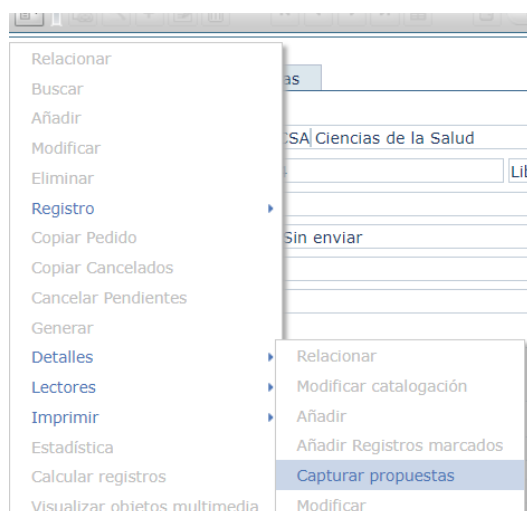 Relacionar
as
Buscar
Añadir
CSA Ciencias de la Salud
Modificar
Eliminar
Registro
Copiar Pedido
Sin enviar
Copiar Cancelados
Cancelar Pendientes
Generar
Detalles
Relacionar
Lectores
Modificar catalogación
Imprimir
Añadir
Estadística
Añadir Registros marcados
Calcular registros
Capturar propuestas
Visualizar objetos multimedia
Modificar